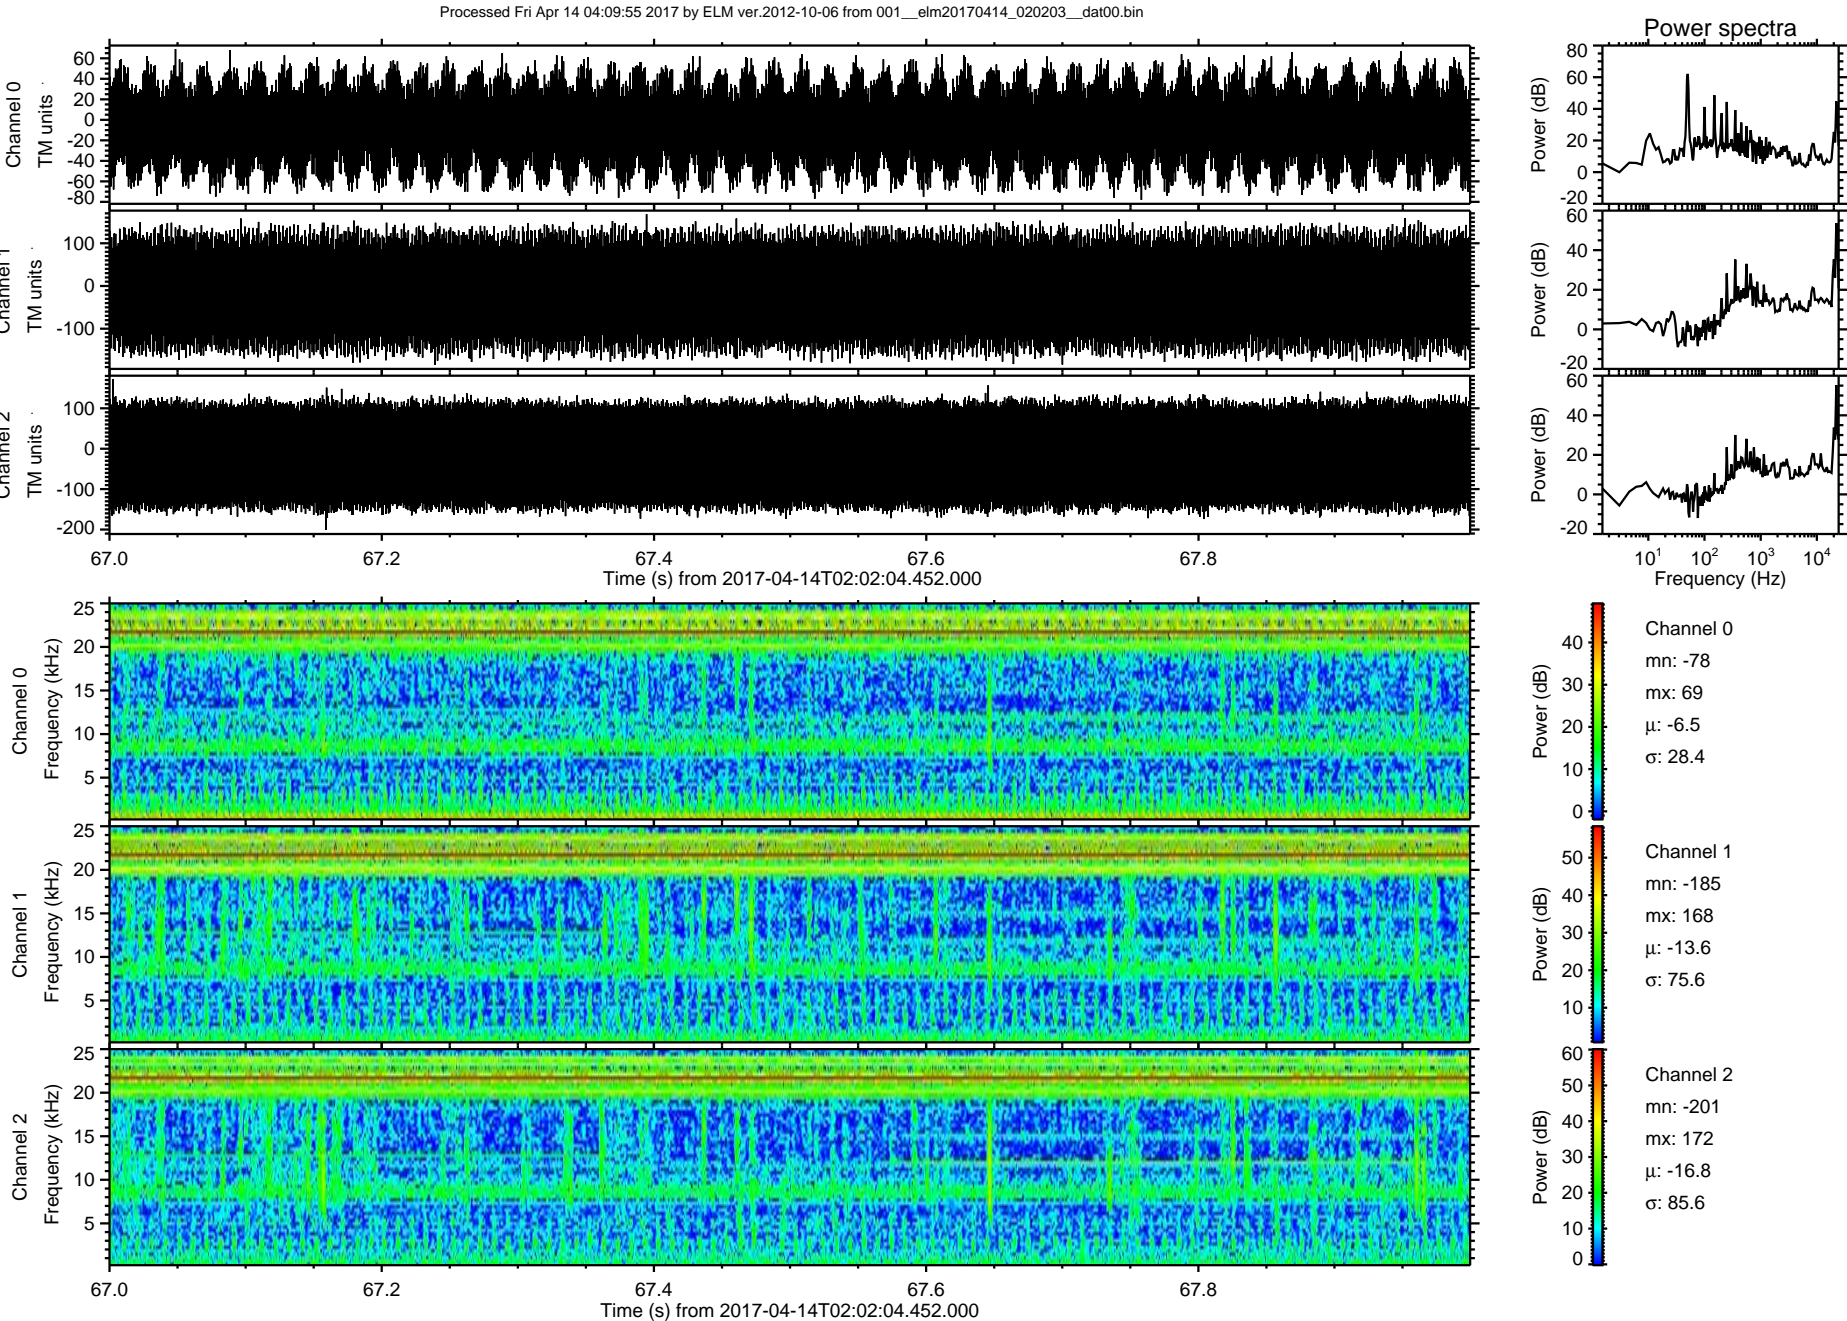 Processed Fri Apr 14 04:09:55 2017 by ELM ver.2012-10-06 from 001__elm20170414_020203__dat00.bin
Power spectra
Channel 0
TM units
60
40
20
0
-20
-40
-60
-80
Power (dB)
80
60
40
20
0
-20
Channel 1
TM units
100
0
-100
Power (dB)
60
40
20
0
-20
Channel 2
TM units
100
0
-100
-200
Power (dB)
60
40
20
0
-20
67.0 67.2 67.4 67.6 67.8
Time (s) from 2017-04-14T02:02:04.452.000
10¹ 10² 10³ 10⁴
Frequency (Hz)
Channel 0
Frequency (kHz)
25
20
15
10
5
Power (dB)
40
30
20
10
0
Channel 0
mn: -78
mx: 69
μ: -6.5
σ: 28.4
Channel 1
Frequency (kHz)
25
20
15
10
5
Power (dB)
50
40
30
20
10
Channel 1
mn: -185
mx: 168
μ: -13.6
σ: 75.6
Channel 2
Frequency (kHz)
25
20
15
10
5
Power (dB)
60
50
40
30
20
10
0
Channel 2
mn: -201
mx: 172
μ: -16.8
σ: 85.6
67.0 67.2 67.4 67.6 67.8
Time (s) from 2017-04-14T02:02:04.452.000